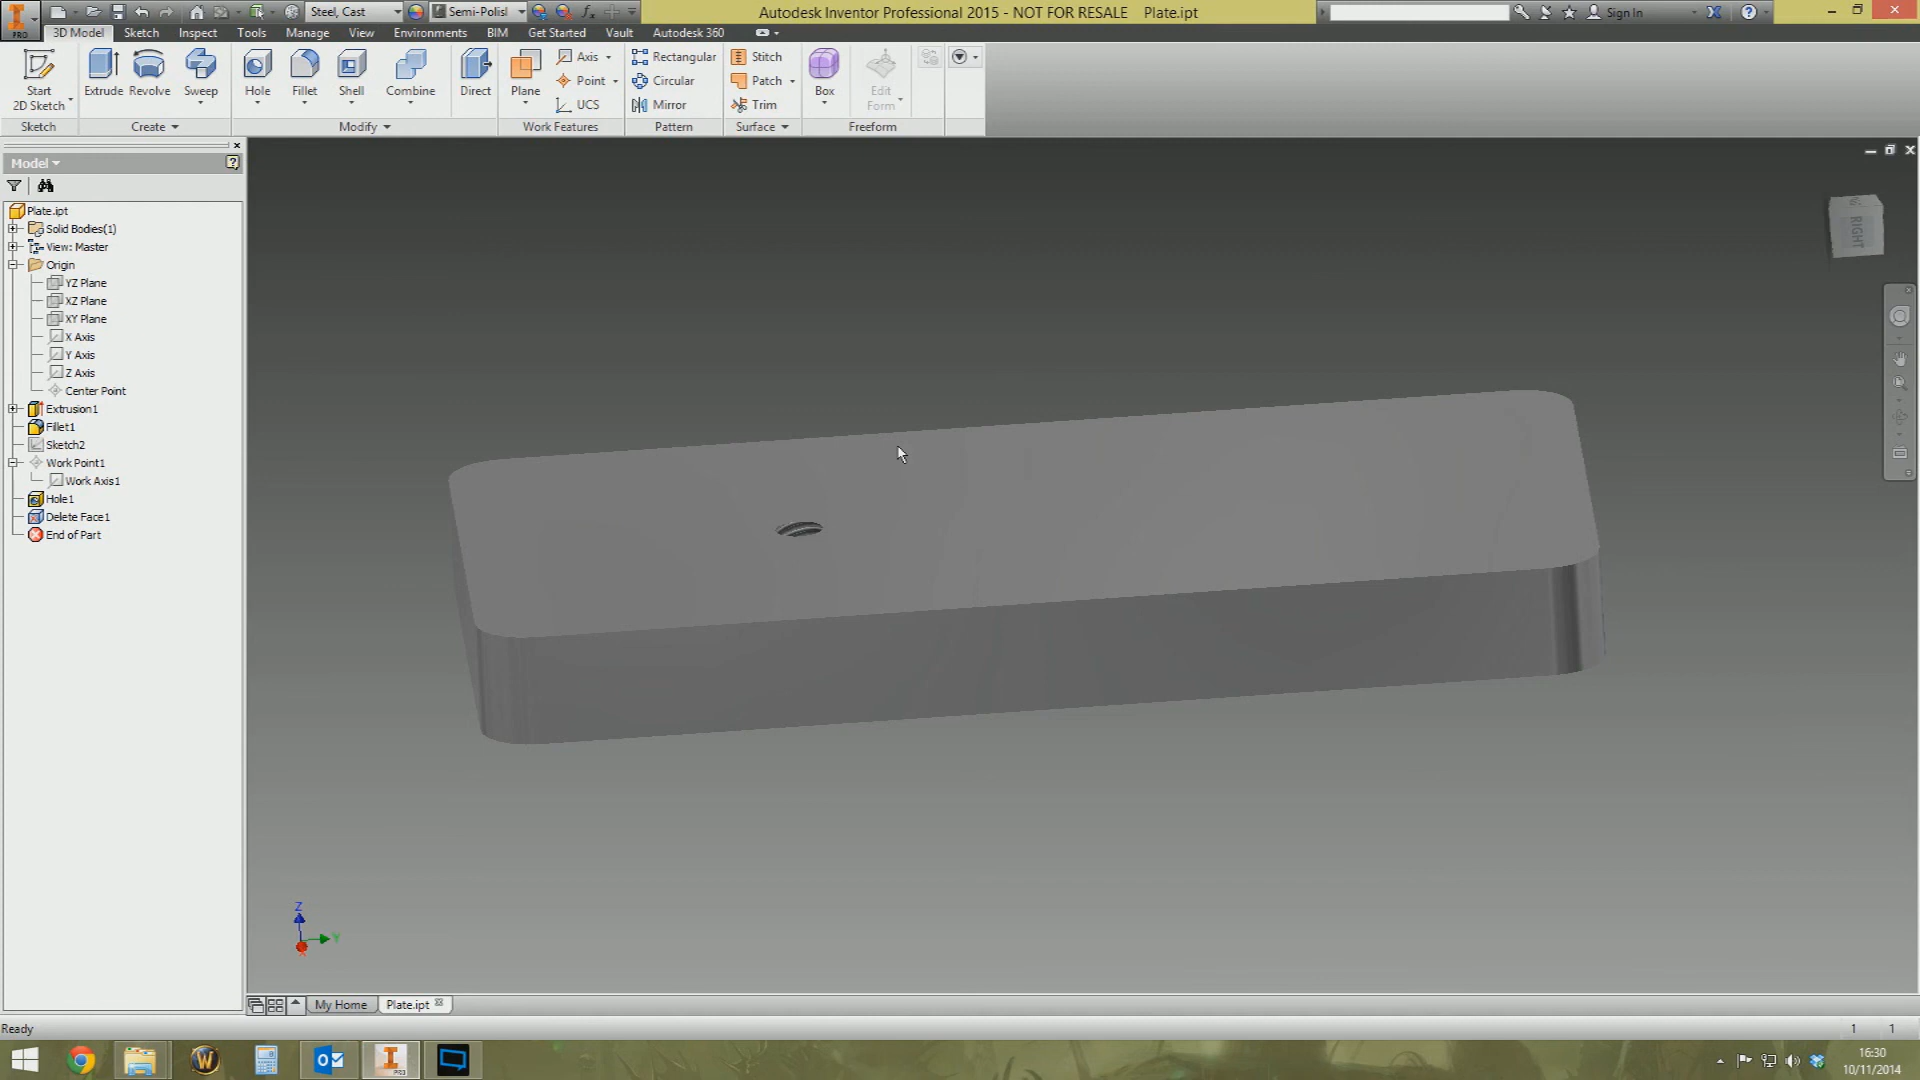 Steel, Cast
Semi-Polisl
Autodesk Inventor Professional 2015 - NOT FOR RESALE Plate.ipt
Sign In
PRO
3D Model Sketch Inspect Tools Manage View Environments BIM Get Started Vault Autodesk 360
Start
2D Sketch
Extrude
Revolve
Sweep
Hole
Fillet
Shell
Combine
Direct
Plane
Axis
Point
UCS
Rectangular
Circular
Mirror
Stitch
Patch
Trim
Box
Edit
Form
Sketch
Create
Modify
Work Features
Pattern
Surface
Freeform
Model
Plate.ipt
Solid Bodies(1)
View: Master
Origin
YZ Plane
XZ Plane
XY Plane
X Axis
Y Axis
Z Axis
Center Point
Extrusion1
Fillet1
Sketch2
Work Point1
Work Axis1
Hole1
Delete Face1
End of Part
RIGHT
Z
Y
X
My Home
Plate.ipt
Ready
1 1
PRO
16:30
10/11/2014